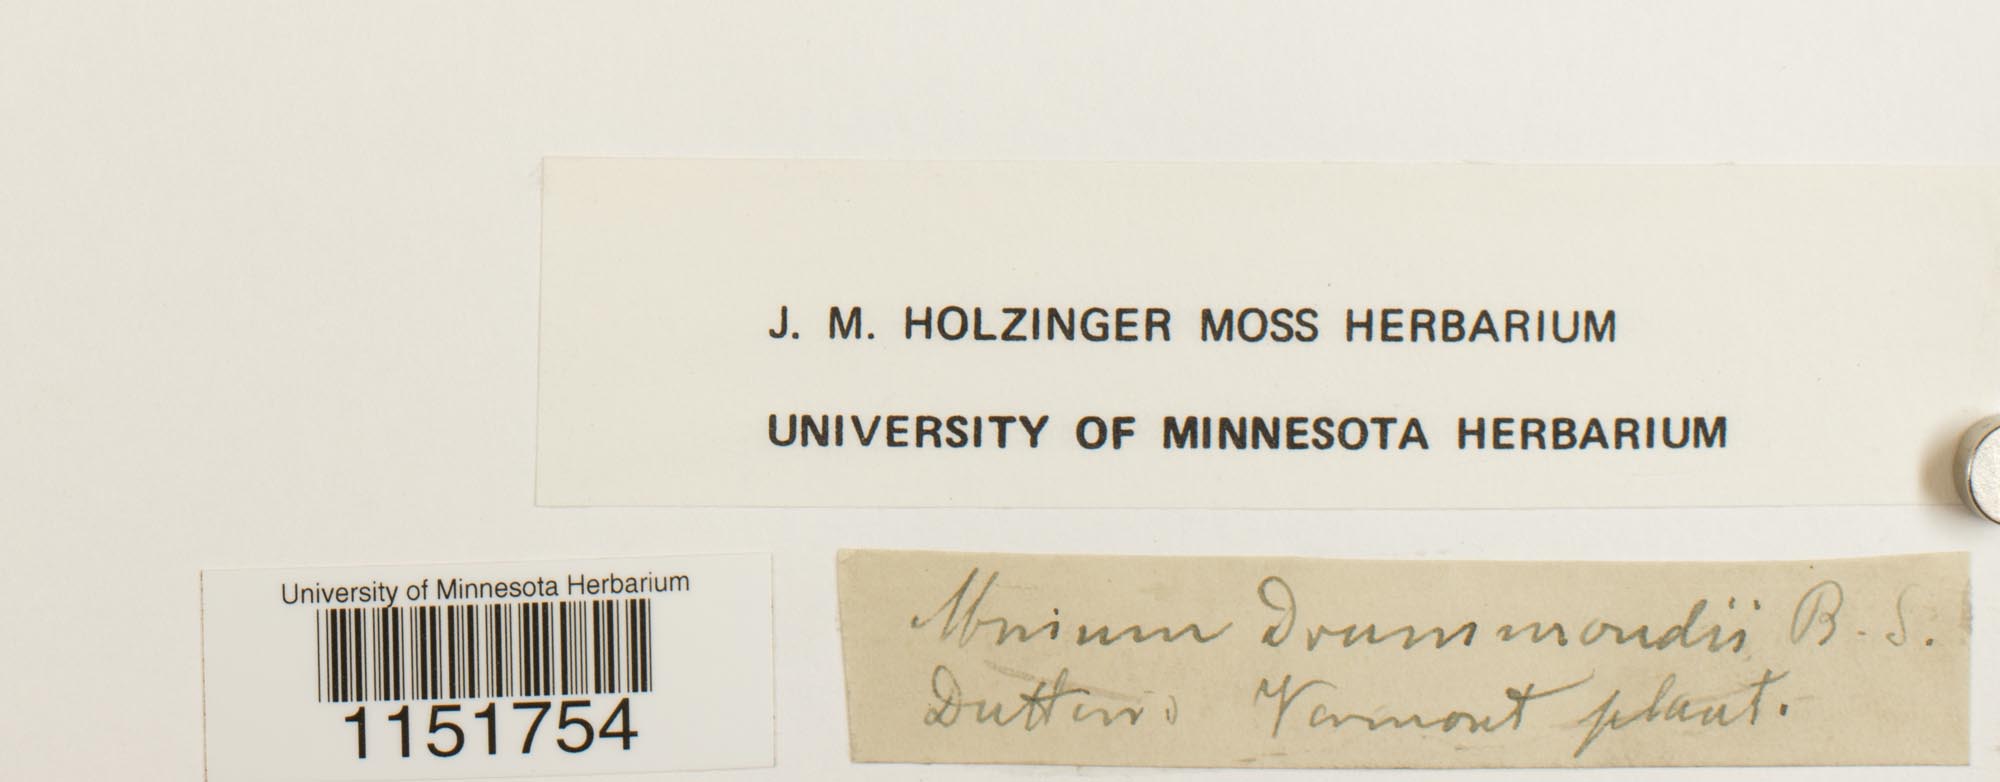 J. M. HOLZINGER MOSS HERBARIUM
UNIVERSITY OF MINNESOTA HERBARIUM
University of Minnesota Herbarium
1151754
Mnium Drummondii B. S.
Dutton's Vermont plant.